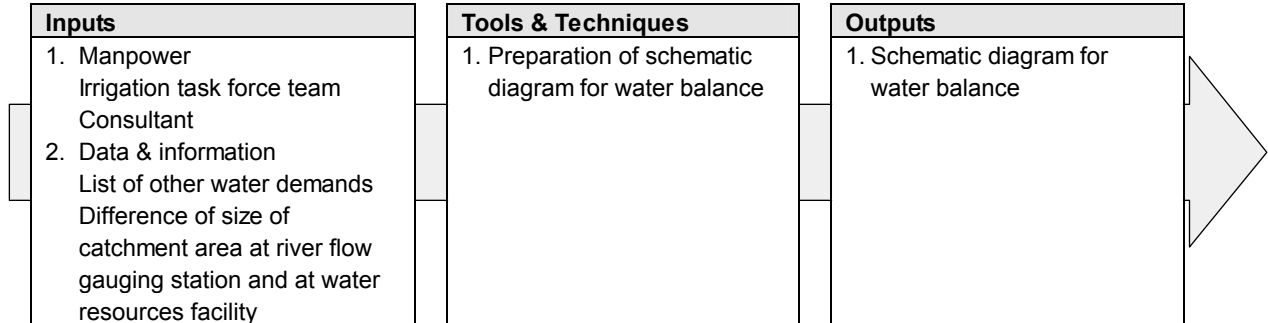 Inputs
1. Manpower
Irrigation task force team
Consultant
2. Data & information
List of other water demands
Difference of size of
catchment area at river flow
gauging station and at water
resources facility
Tools & Techniques
1. Preparation of schematic
diagram for water balance
Outputs
1. Schematic diagram for
water balance